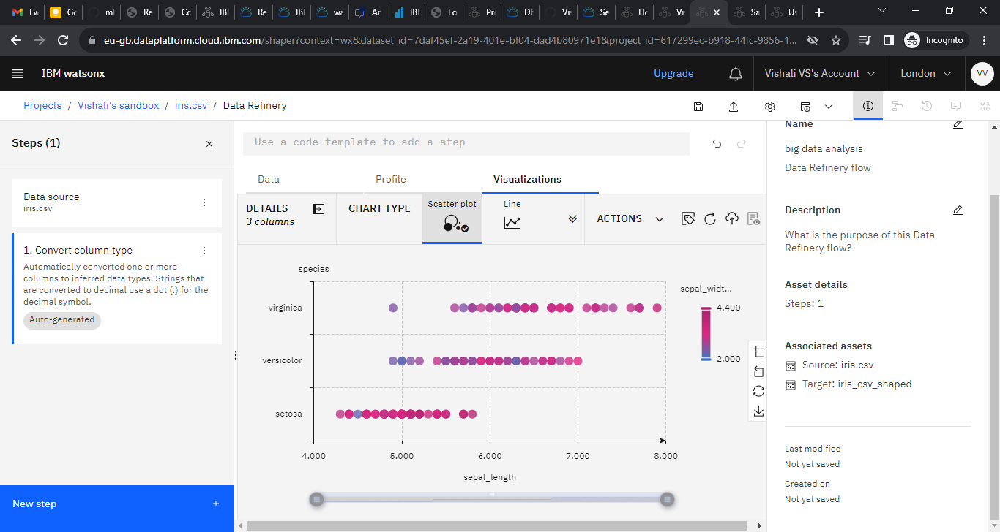 Fw
Gc
ml
Re
Cc
IBI
Re
IBI
wa
Ar
IBI
Lo
Pr
Dl
Vis
Se
Hc
Vi
Sa
Us
eu-gb.dataplatform.cloud.ibm.com/shaper?context=wx&dataset_id=7daf45ef-2a19-401e-bf04-dad4b80971e1&project_id=617299ec-b918-44fc-9856-1...
Incognito
IBM watsonx
Upgrade
Vishali VS's Account
London
VV
Projects / Vishali's sandbox / iris.csv / Data Refinery
Steps (1)
Data source
iris.csv
1. Convert column type
Automatically converted one or more
columns to inferred data types. Strings that
are converted to decimal use a dot (.) for the
decimal symbol.
Auto-generated
New step
Use a code template to add a step
Data
Profile
Visualizations
DETAILS
3 columns
CHART TYPE
Scatter plot
Line
ACTIONS
species
virginica
versicolor
setosa
4.000
5.000
6.000
7.000
8.000
sepal_length
sepal_widt...
4.400
2.000
Name
big data analysis
Data Refinery flow
Description
What is the purpose of this Data
Refinery flow?
Asset details
Steps: 1
Associated assets
Source: iris.csv
Target: iris_csv_shaped
Last modified
Not yet saved
Created on
Not yet saved